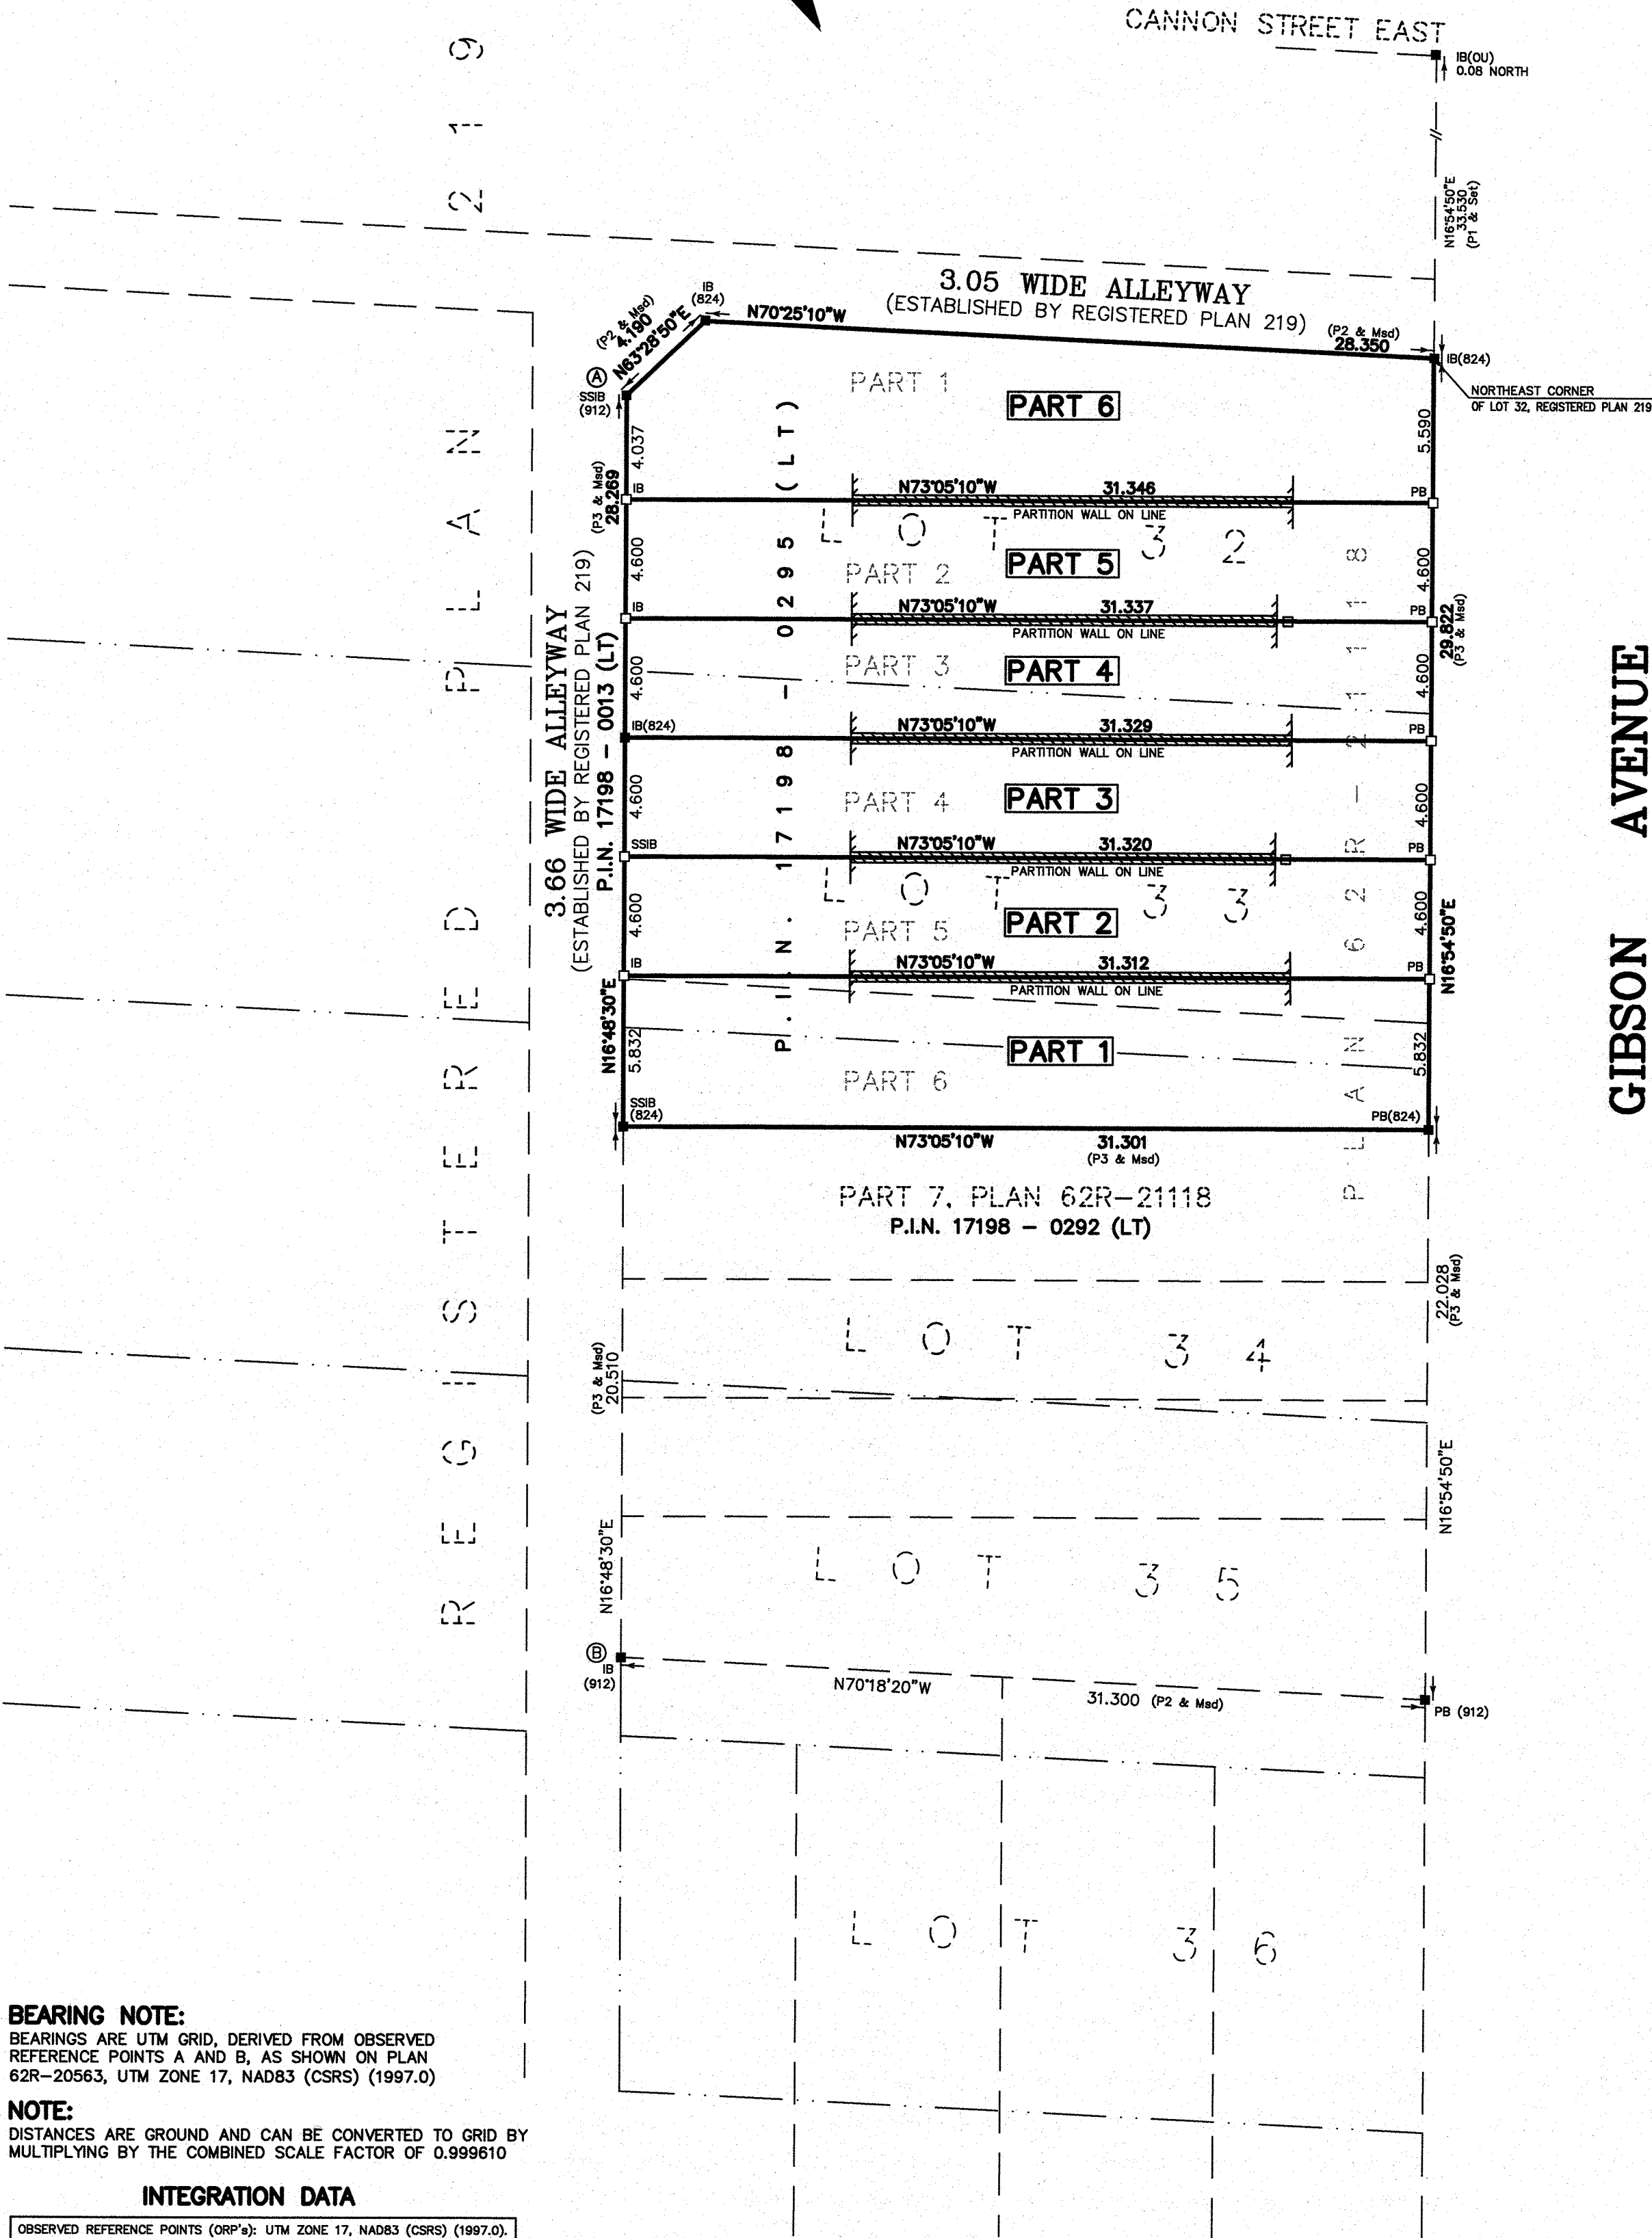 CANNON STREET EAST
IB(OU)
0.08 NORTH
N16°54'50"E
33.530
(P1 & Set)
REGISTERED PLAN 219
3.05 WIDE ALLEYWAY
(ESTABLISHED BY REGISTERED PLAN 219)
IB
(824)
N70°25'10"W
(P2 & Msd)
28.350
IB(824)
NORTHEAST CORNER
OF LOT 32, REGISTERED PLAN 219
(P2 & Msd)
4.190
N63°28'50"E
A
SSIB
(912)
PART 1
PART 6
4.037
5.590
(P3 & Msd)
28.269
IB
N73°05'10"W 31.346
PB
PARTITION WALL ON LINE
LOT 32
4.600
PART 2
PART 5
4.600
IB
N73°05'10"W 31.337
PB
PARTITION WALL ON LINE
29.822
(P3 & Msd)
4.600
PART 3
PART 4
4.600
IB(824)
N73°05'10"W 31.329
PB
PARTITION WALL ON LINE
3.66 WIDE ALLEYWAY
(ESTABLISHED BY REGISTERED PLAN 219)
P.I.N. 17198 - 0013 (LT)
P.I.N. 17198 - 0295 (LT)
PLAN 62R-21118
GIBSON AVENUE
4.600
PART 4
PART 3
4.600
SSIB
N73°05'10"W 31.320
PB
PARTITION WALL ON LINE
LOT 33
4.600
PART 5
PART 2
4.600
N16°54'50"E
IB
N73°05'10"W 31.312
PB
PARTITION WALL ON LINE
N16°48'30"E
5.832
PART 1
5.832
PART 6
SSIB
(824)
PB(824)
N73°05'10"W 31.301
(P3 & Msd)
PART 7, PLAN 62R-21118
P.I.N. 17198 - 0292 (LT)
22.028
(P3 & Msd)
LOT 34
(P3 & Msd)
20.510
N16°54'50"E
N16°48'30"E
LOT 35
B
IB
(912)
N70°18'20"W
31.300 (P2 & Msd)
PB (912)
LOT 36
BEARING NOTE:
BEARINGS ARE UTM GRID, DERIVED FROM OBSERVED
REFERENCE POINTS A AND B, AS SHOWN ON PLAN
62R-20563, UTM ZONE 17, NAD83 (CSRS) (1997.0)
NOTE:
DISTANCES ARE GROUND AND CAN BE CONVERTED TO GRID BY
MULTIPLYING BY THE COMBINED SCALE FACTOR OF 0.999610
INTEGRATION DATA
OBSERVED REFERENCE POINTS (ORP's): UTM ZONE 17, NAD83 (CSRS) (1997.0).